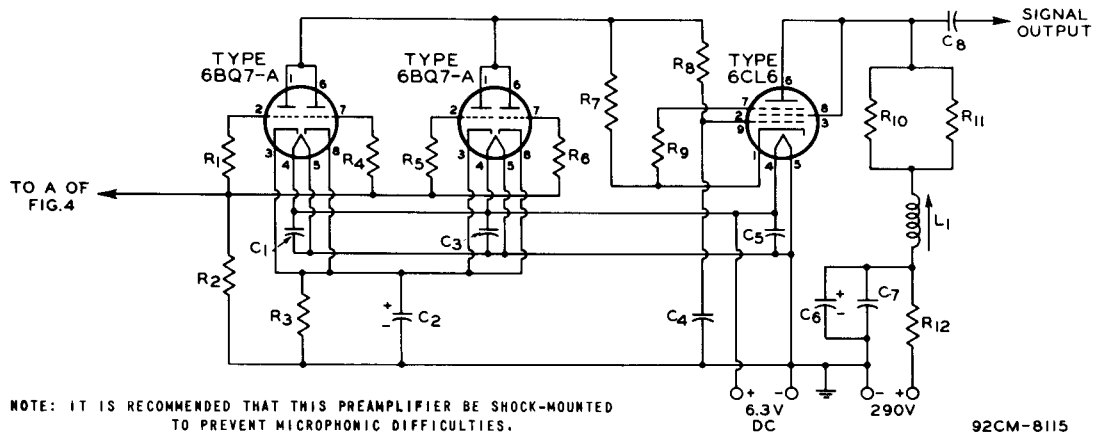 SIGNAL
OUTPUT
C8
TYPE
6BQ7-A
TYPE
6BQ7-A
TYPE
6CL6
R8
R7
R9
R10
R11
1
6
2
7
3
4
5
8
1
6
2
7
3
4
5
8
6
7
2
9
8
3
1
4
5
R1
R4
R5
R6
TO A OF
FIG.4
C1
C3
C5
L1
R2
R3
+
-
C2
C4
C6
+
-
C7
R12
+
-
6.3V
DC
-
+
290V
NOTE: IT IS RECOMMENDED THAT THIS PREAMPLIFIER BE SHOCK-MOUNTED
TO PREVENT MICROPHONIC DIFFICULTIES.
92CM-8115